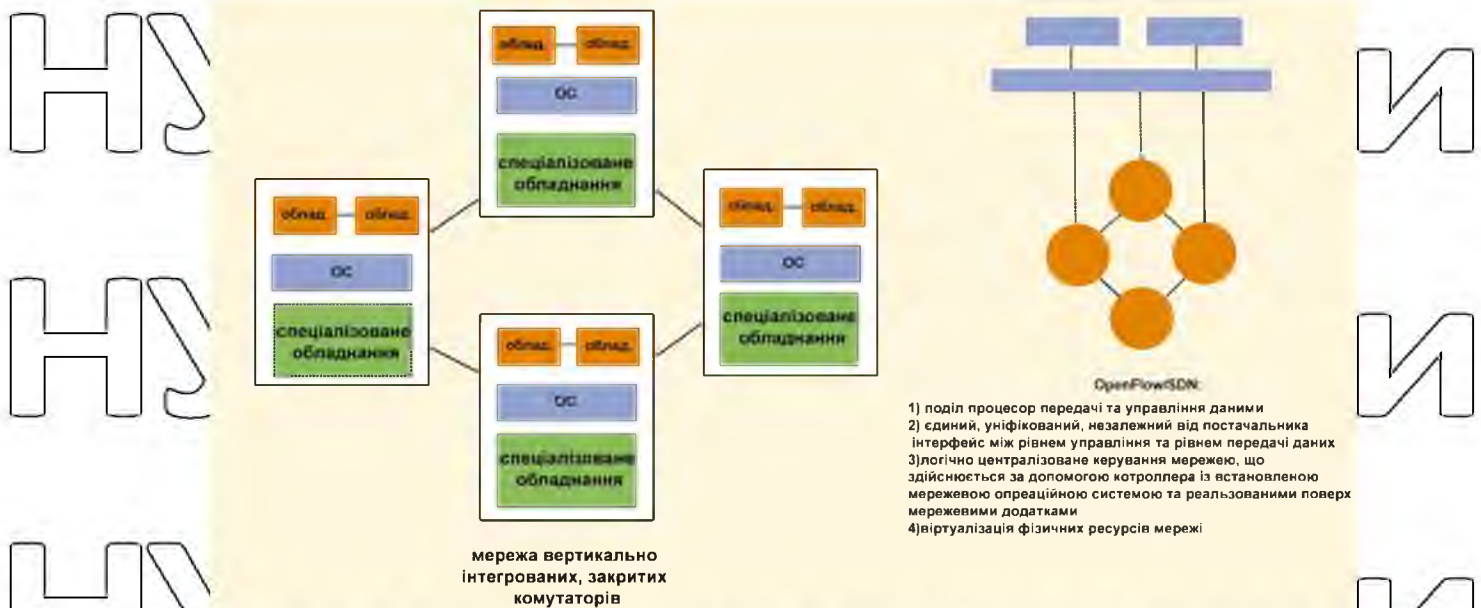 НУ
И
облад. облад.
ОС
спеціалізоване
обладнання
облад. облад.
ОС
спеціалізоване
обладнання
облад. облад.
ОС
спеціалізоване
обладнання
облад. облад.
ОС
спеціалізоване
обладнання
мережа вертикально
інтегрованих, закритих
комутаторів
OpenFlow/SDN:
1) поділ процесор передачі та управління даними
2) єдиний, уніфікований, незалежний від постачальника
інтерфейс між рівнем управління та рівнем передачі даних
3)логічно централізоване керування мережею, що
здійснюється за допомогою котроллера із встановленою
мережевою опреаційною системою та реальзованими поверх
мережевими додатками
4)віртуалізація фізичних ресурсів мережі
НУ
И